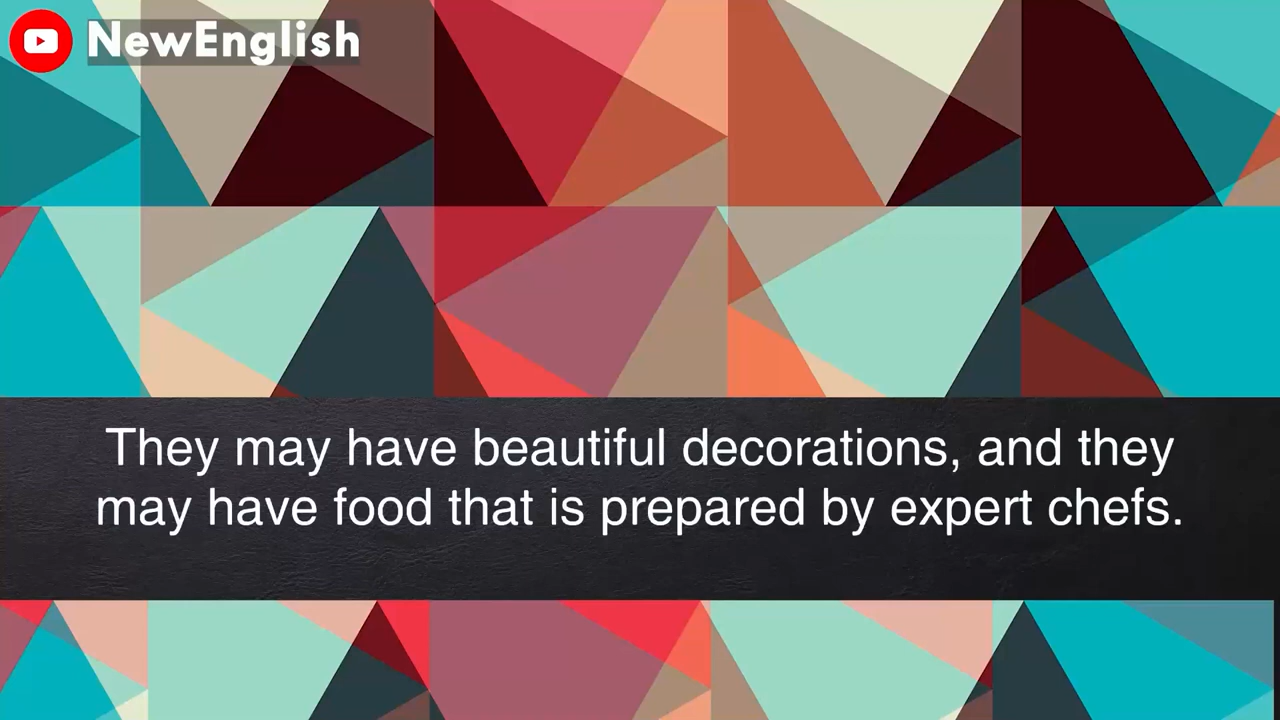 NewEnglish
They may have beautiful decorations, and they
may have food that is prepared by expert chefs.